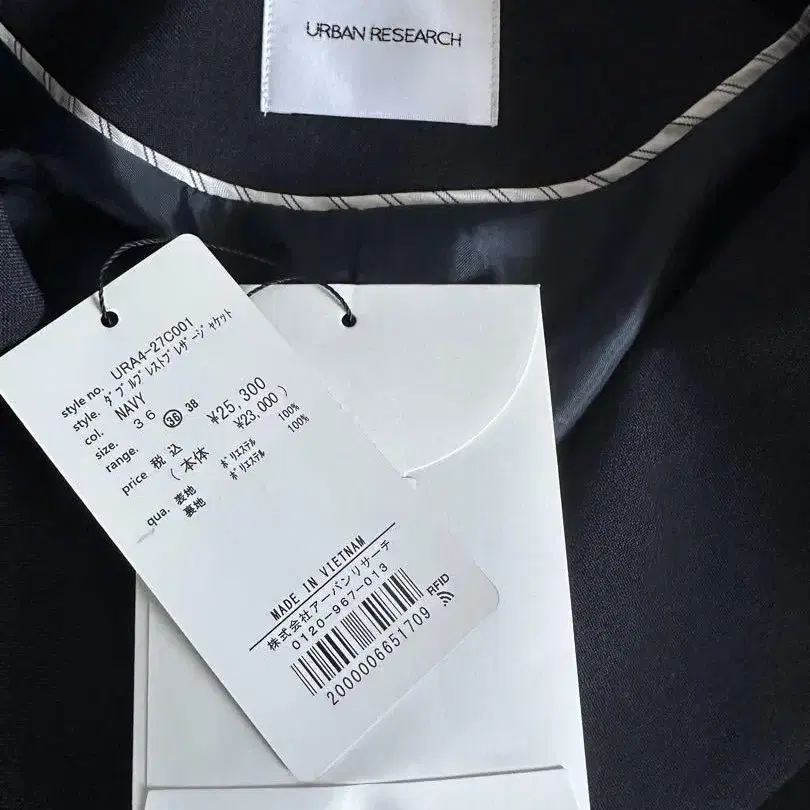 URBAN RESEARCH
style no. URA4-27C001
style. ﾀﾞﾌﾞﾙﾌﾞﾚｽﾄﾌﾞﾚｻﾞｰｼﾞｬｹｯﾄ
col. NAVY
size. 36
range. ㊱ 38
price 税込 ¥25,300
(本体 ¥23,000)
qua. 表地 ﾎﾟﾘｴｽﾃﾙ 100%
裏地 ﾎﾟﾘｴｽﾃﾙ 100%
MADE IN VIETNAM
株式会社アーバンリサーチ
0120-967-013
2000006651709
RFID